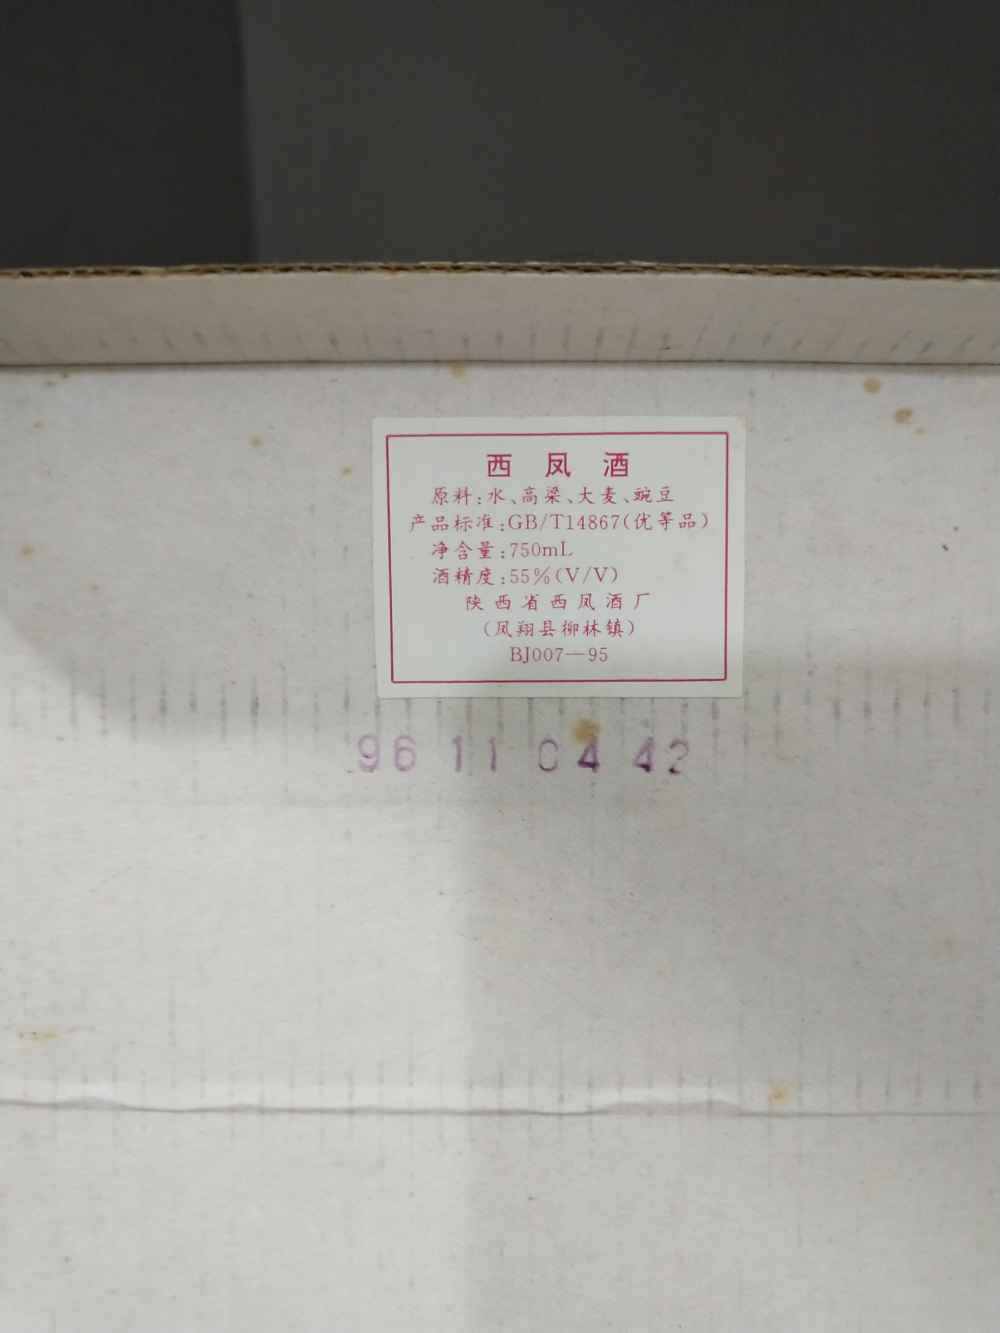 西凤酒
原料:水、高粱、大麦、豌豆
产品标准:GB/T14867(优等品)
净含量:750mL
酒精度:55%(V/V)
陕西省西凤酒厂
(凤翔县柳林镇)
BJ007—95
96 11 04 42